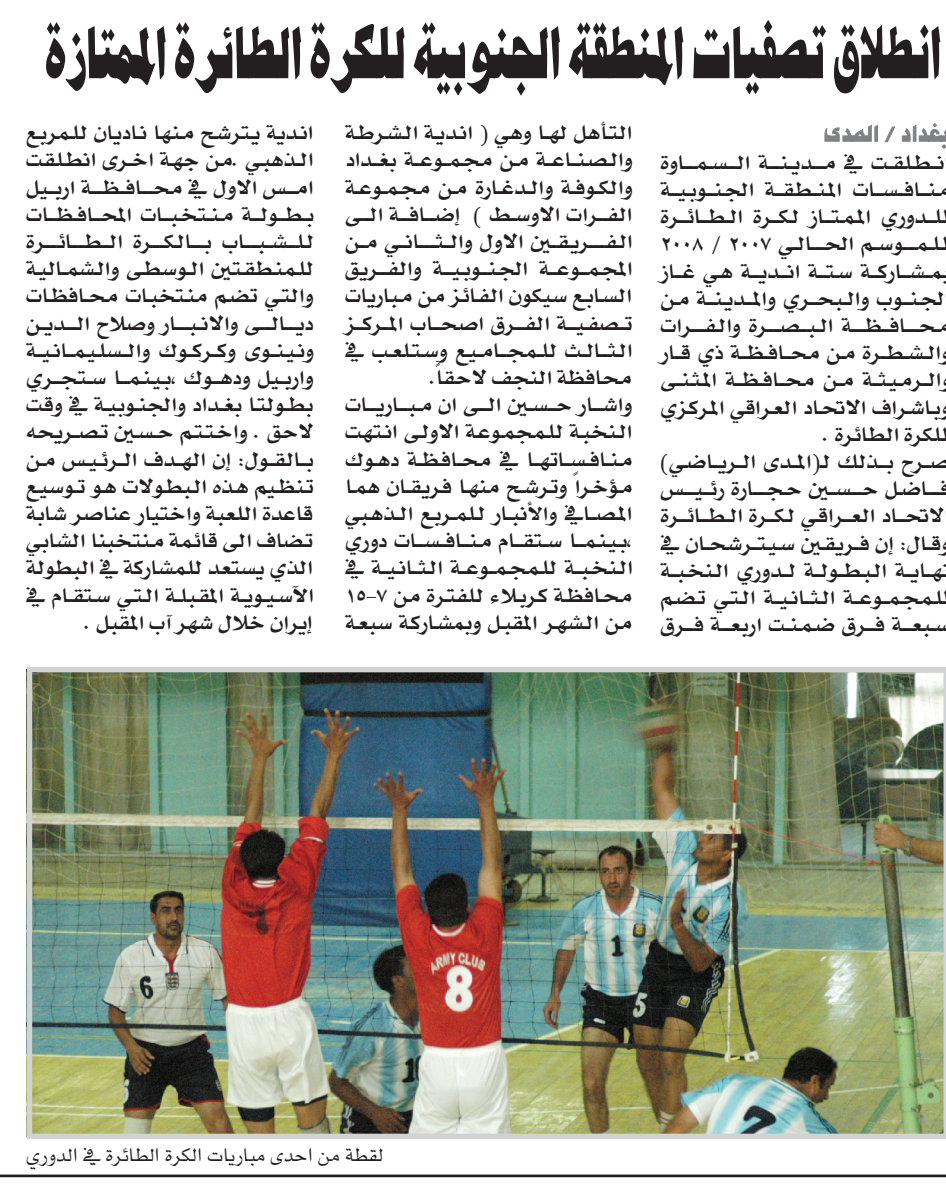 انطلاق تصفيات المنطقة الجنوبية للكرة الطائرة الممتازة
بغداد / المدى
انطلقت في مدينة السماوة
منافسات المنطقة الجنوبية
للدوري الممتاز لكرة الطائرة
للموسم الحالي ٢٠٠٧ / ٢٠٠٨
بمشاركة ستة اندية هي غاز
الجنوب والبحري والمدينة من
محافظة البصرة والفرات
والشطرة من محافظة ذي قار
والرميثة من محافظة المثنى
وباشراف الاتحاد العراقي المركزي
للكرة الطائرة .
صرح بذلك لـ(المدى الرياضي)
فاضل حسين حجارة رئيس
الاتحاد العراقي لكرة الطائرة
وقال: إن فريقين سيترشحان في
نهاية البطولة لدوري النخبة
للمجموعة الثانية التي تضم
سبعة فرق ضمنت اربعة فرق
التأهل لها وهي ( اندية الشرطة
والصناعة من مجموعة بغداد
والكوفة والدغارة من مجموعة
الفرات الاوسط ) إضافة الى
الفريقين الاول والثاني من
المجموعة الجنوبية والفريق
السابع سيكون الفائز من مباريات
تصفية الفرق اصحاب المركز
الثالث للمجاميع وستلعب في
محافظة النجف لاحقاً.
واشار حسين الى ان مباريات
النخبة للمجموعة الاولى انتهت
منافساتها في محافظة دهوك
مؤخراً وترشح منها فريقان هما
المصافي والأنبار للمربع الذهبي
،بينما ستقام منافسات دوري
النخبة للمجموعة الثانية في
محافظة كربلاء للفترة من ٧-١٥
من الشهر المقبل وبمشاركة سبعة
اندية يترشح منها ناديان للمربع
الذهبي .من جهة اخرى انطلقت
امس الاول في محافظة اربيل
بطولة منتخبات المحافظات
للشباب بالكرة الطائرة
للمنطقتين الوسطى والشمالية
والتي تضم منتخبات محافظات
ديالى والانبار وصلاح الدين
ونينوى وكركوك والسليمانية
واربيل ودهوك ،بينما ستجري
بطولتا بغداد والجنوبية في وقت
لاحق . واختتم حسين تصريحه
بالقول: إن الهدف الرئيس من
تنظيم هذه البطولات هو توسيع
قاعدة اللعبة واختيار عناصر شابة
تضاف الى قائمة منتخبنا الشابي
الذي يستعد للمشاركة في البطولة
الآسيوية المقبلة التي ستقام في
إيران خلال شهر آب المقبل .
6
ARMY CLUB
8
10
1
5
7
لقطة من احدى مباريات الكرة الطائرة في الدوري